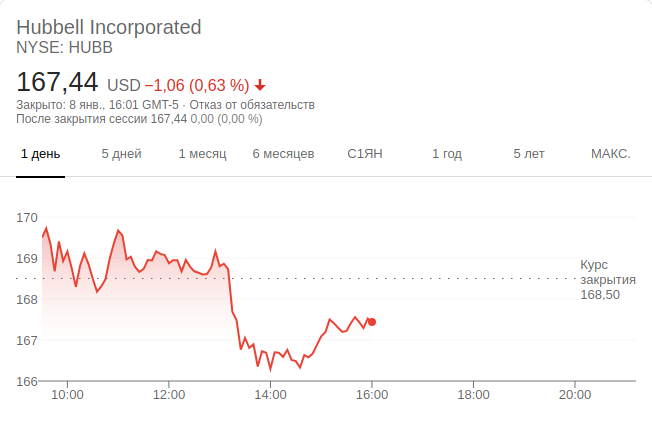 Hubbell Incorporated
NYSE: HUBB
167,44 USD −1,06 (0,63 %)
Закрыто: 8 янв., 16:01 GMT-5 · Отказ от обязательств
После закрытия сессии 167,44 0,00 (0,00 %)
1 день 5 дней 1 месяц 6 месяцев С1ЯН 1 год 5 лет МАКС.
170
169
168
167
166
Курс
закрытия
168,50
10:00 12:00 14:00 16:00 18:00 20:00